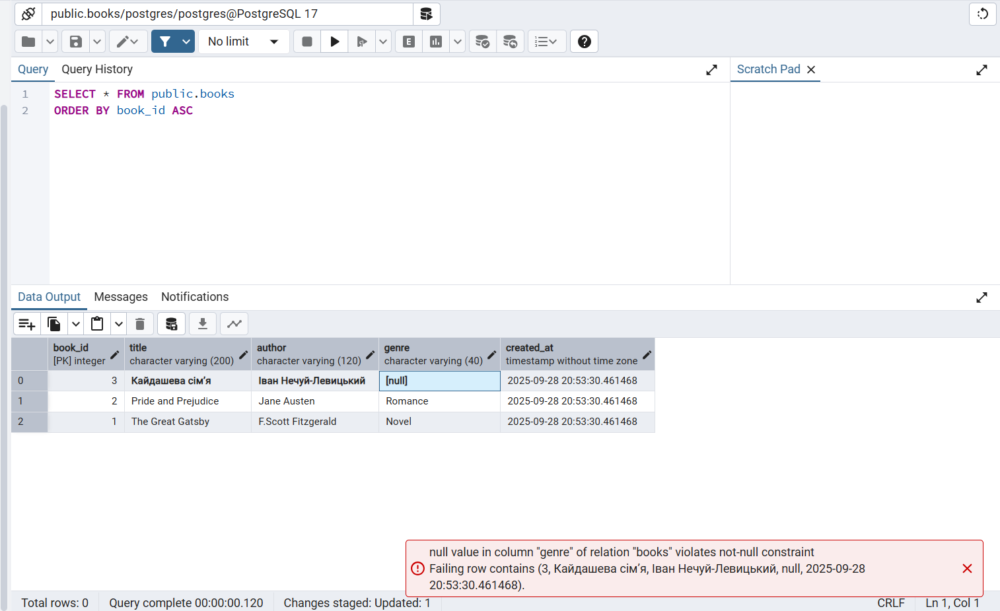 public.books/postgres/postgres@PostgreSQL 17
No limit
E
Query Query History Scratch Pad
1 SELECT * FROM public.books
2 ORDER BY book_id ASC
Data Output Messages Notifications
book_id title author genre created_at
[PK] integer character varying (200) character varying (120) character varying (40) timestamp without time zone
0 3 Кайдашева сім’я Іван Нечуй-Левицький [null] 2025-09-28 20:53:30.461468
1 2 Pride and Prejudice Jane Austen Romance 2025-09-28 20:53:30.461468
2 1 The Great Gatsby F.Scott Fitzgerald Novel 2025-09-28 20:53:30.461468
null value in column "genre" of relation "books" violates not-null constraint
Failing row contains (3, Кайдашева сім’я, Іван Нечуй-Левицький, null, 2025-09-28
20:53:30.461468).
Total rows: 0 Query complete 00:00:00.120 Changes staged: Updated: 1 CRLF Ln 1, Col 1